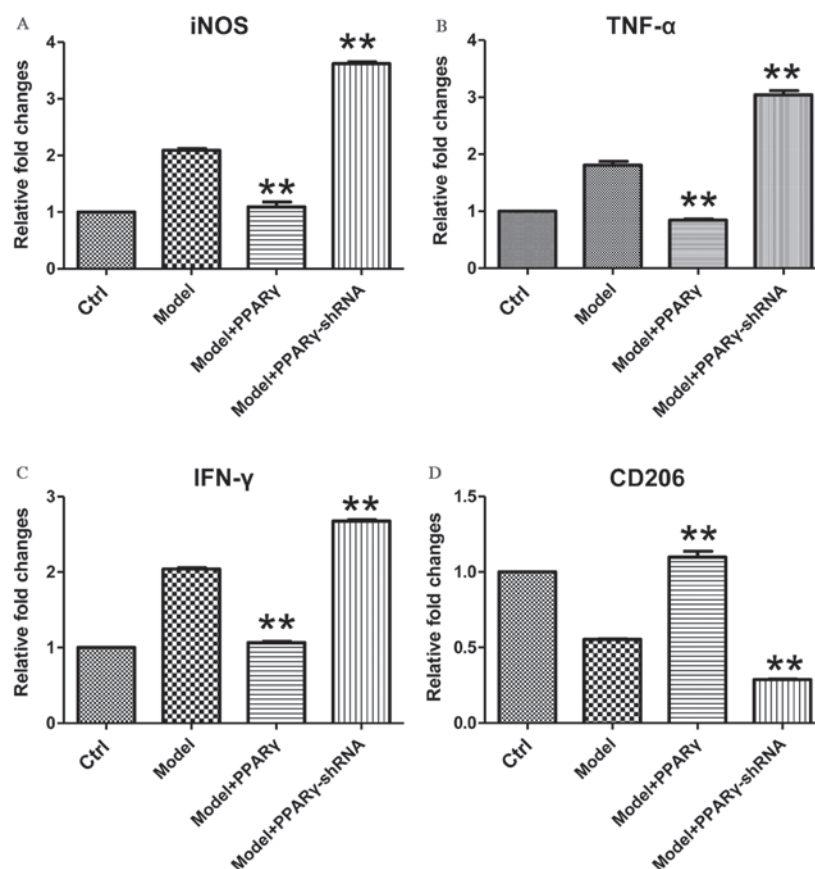 A
iNOS
Relative fold changes
4
3
2
1
0
**
**
Ctrl
Model
Model+PPARγ
Model+PPARγ-shRNA
B
TNF-α
Relative fold changes
4
3
2
1
0
**
**
Ctrl
Model
Model+PPARγ
Model+PPARγ-shRNA
C
IFN-γ
Relative fold changes
3
2
1
0
**
**
Ctrl
Model
Model+PPARγ
Model+PPARγ-shRNA
D
CD206
Relative fold changes
1.5
1.0
0.5
0.0
**
**
Ctrl
Model
Model+PPARγ
Model+PPARγ-shRNA